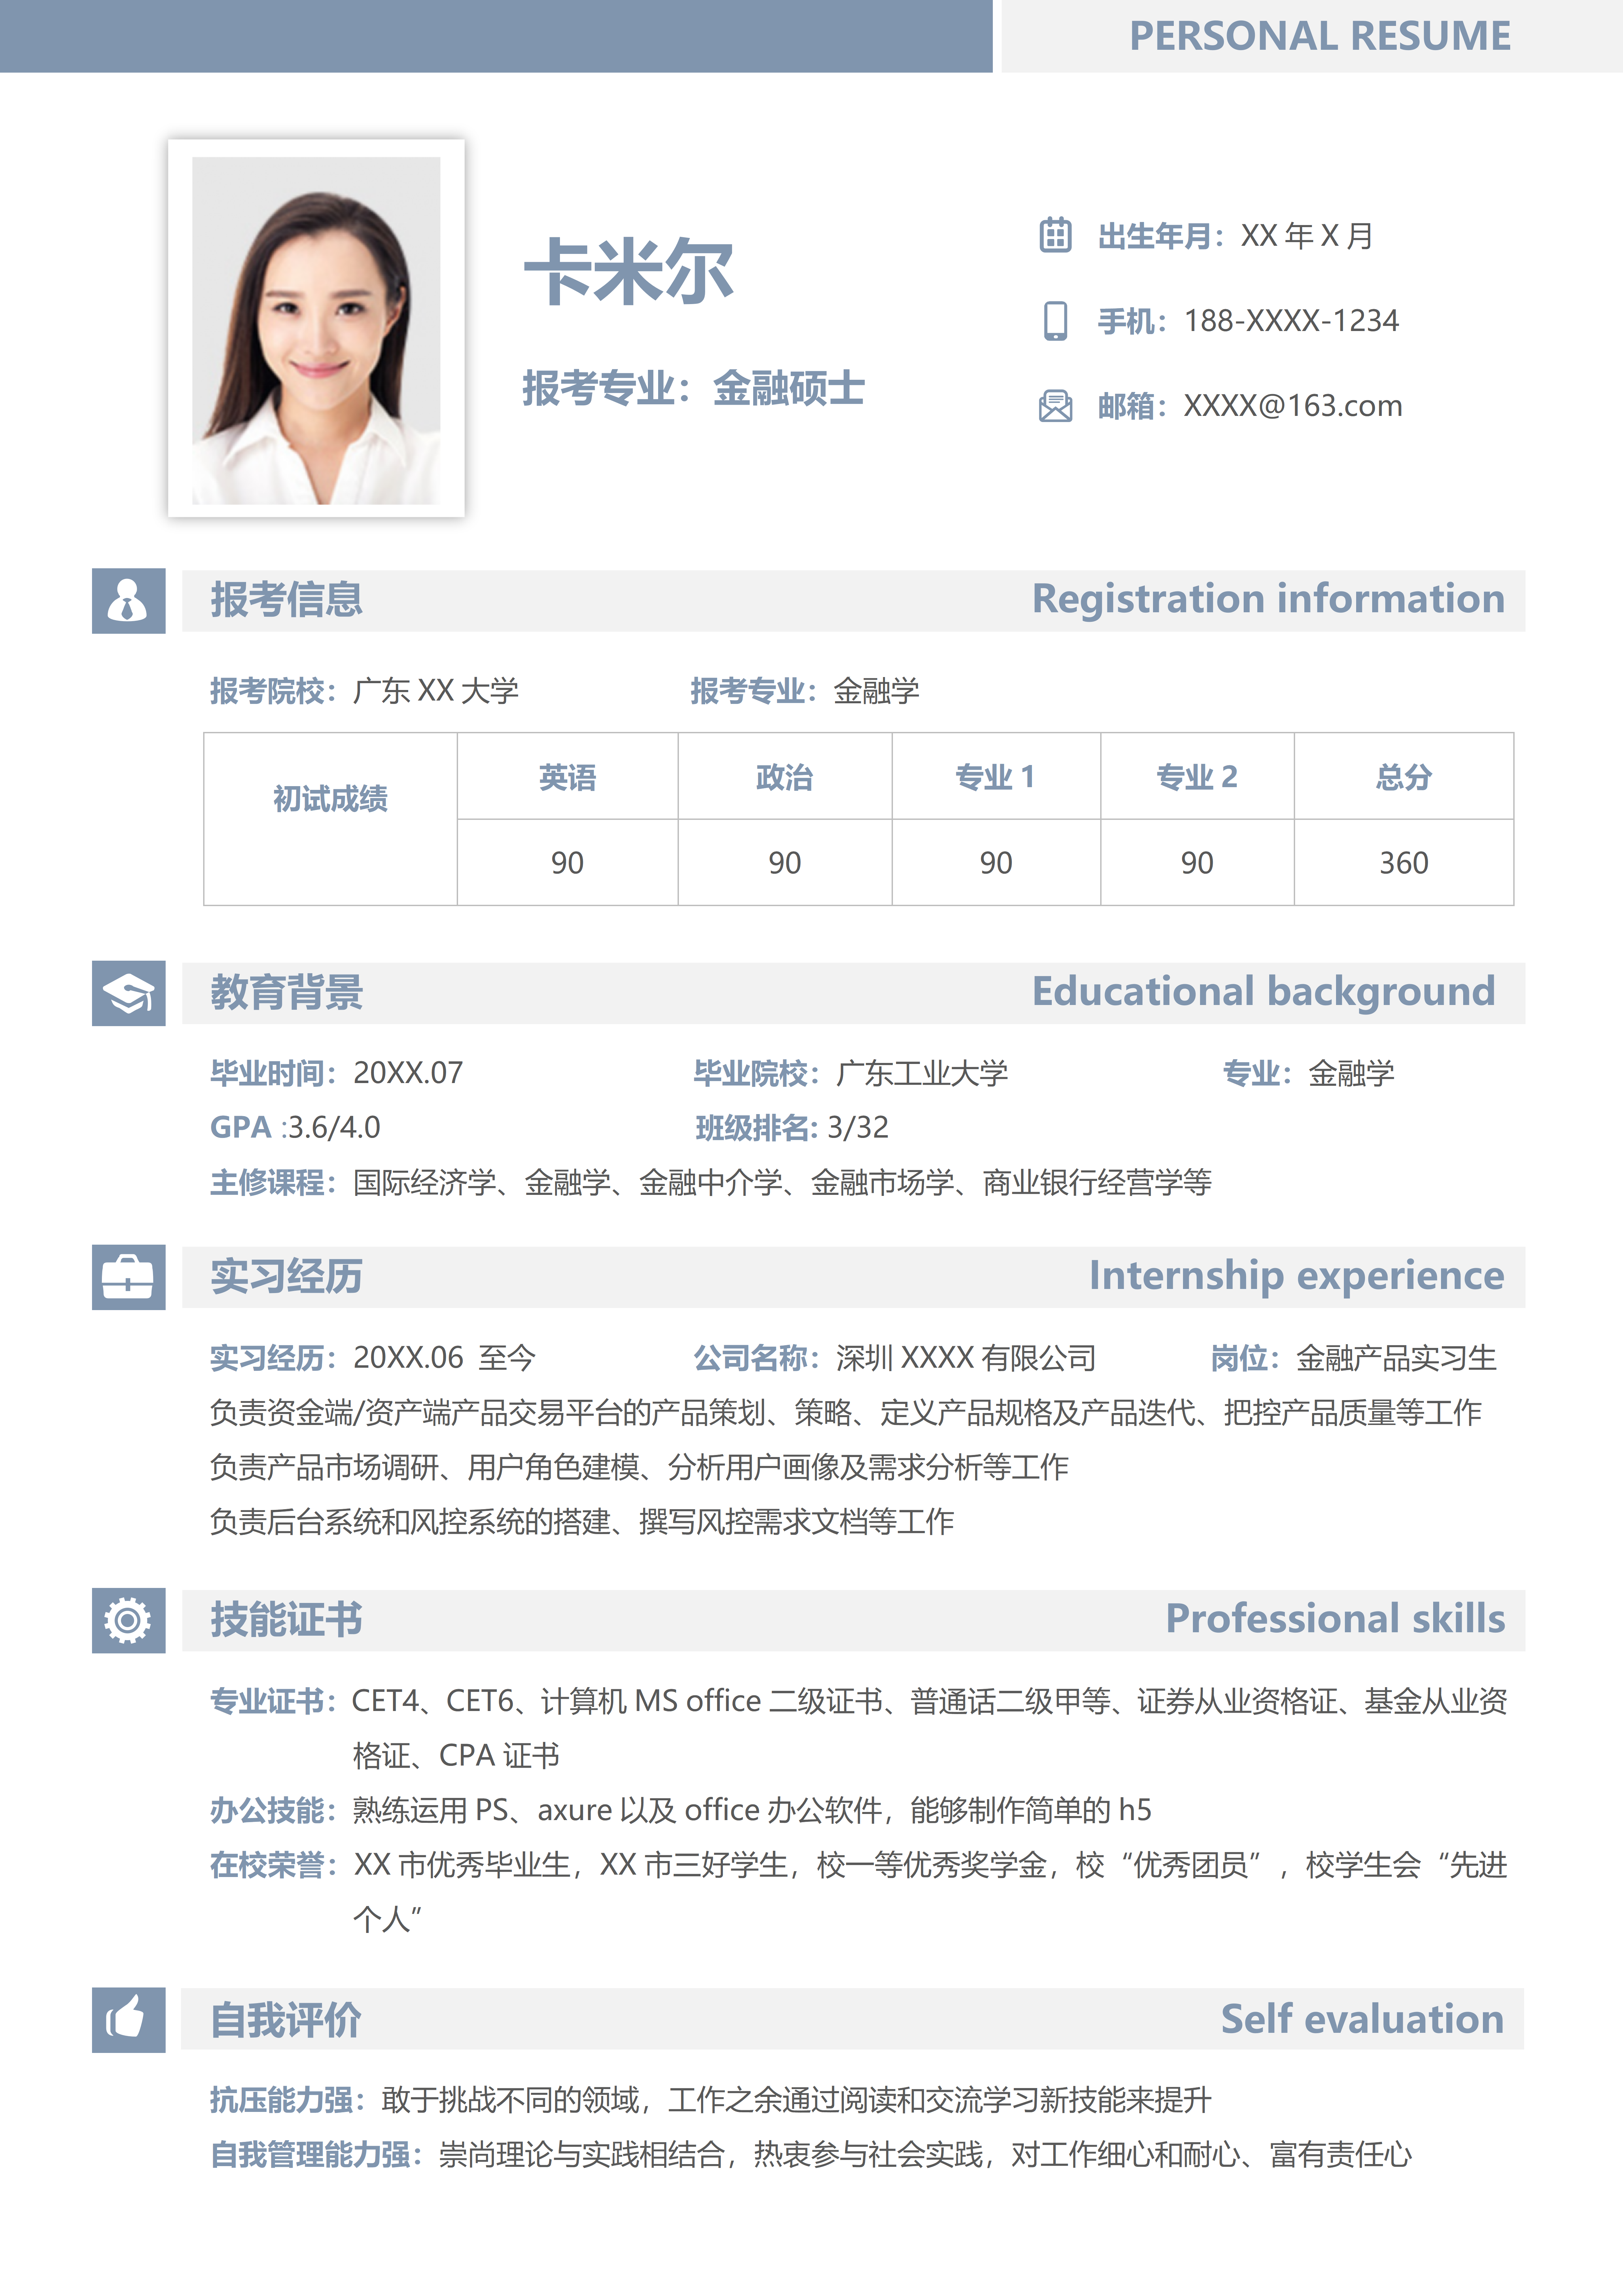 PERSONAL RESUME
卡米尔
报考专业：金融硕士
出生年月：XX 年 X 月
手机：188-XXXX-1234
邮箱：XXXX@163.com
报考信息 Registration information
报考院校：广东 XX 大学 报考专业：金融学
初试成绩 英语 政治 专业 1 专业 2 总分
90 90 90 90 360
教育背景 Educational background
毕业时间：20XX.07 毕业院校：广东工业大学 专业：金融学
GPA :3.6/4.0 班级排名: 3/32
主修课程：国际经济学、金融学、金融中介学、金融市场学、商业银行经营学等
实习经历 Internship experience
实习经历：20XX.06 至今 公司名称：深圳 XXXX 有限公司 岗位：金融产品实习生
负责资金端/资产端产品交易平台的产品策划、策略、定义产品规格及产品迭代、把控产品质量等工作
负责产品市场调研、用户角色建模、分析用户画像及需求分析等工作
负责后台系统和风控系统的搭建、撰写风控需求文档等工作
技能证书 Professional skills
专业证书：CET4、CET6、计算机 MS office 二级证书、普通话二级甲等、证券从业资格证、基金从业资
格证、CPA 证书
办公技能：熟练运用 PS、axure 以及 office 办公软件，能够制作简单的 h5
在校荣誉：XX 市优秀毕业生，XX 市三好学生，校一等优秀奖学金，校“优秀团员”，校学生会“先进
个人”
自我评价 Self evaluation
抗压能力强：敢于挑战不同的领域，工作之余通过阅读和交流学习新技能来提升
自我管理能力强：崇尚理论与实践相结合，热衷参与社会实践，对工作细心和耐心、富有责任心